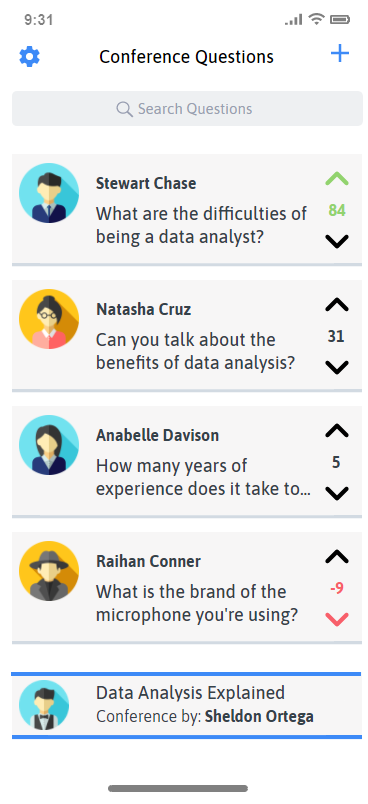 9:31
Conference Questions
Search Questions
Stewart Chase
84
What are the difficulties of
being a data analyst?
Natasha Cruz
31
Can you talk about the
benefits of data analysis?
Anabelle Davison
5
How many years of
experience does it take to...
Raihan Conner
-9
What is the brand of the
microphone you're using?
Data Analysis Explained
Conference by: Sheldon Ortega